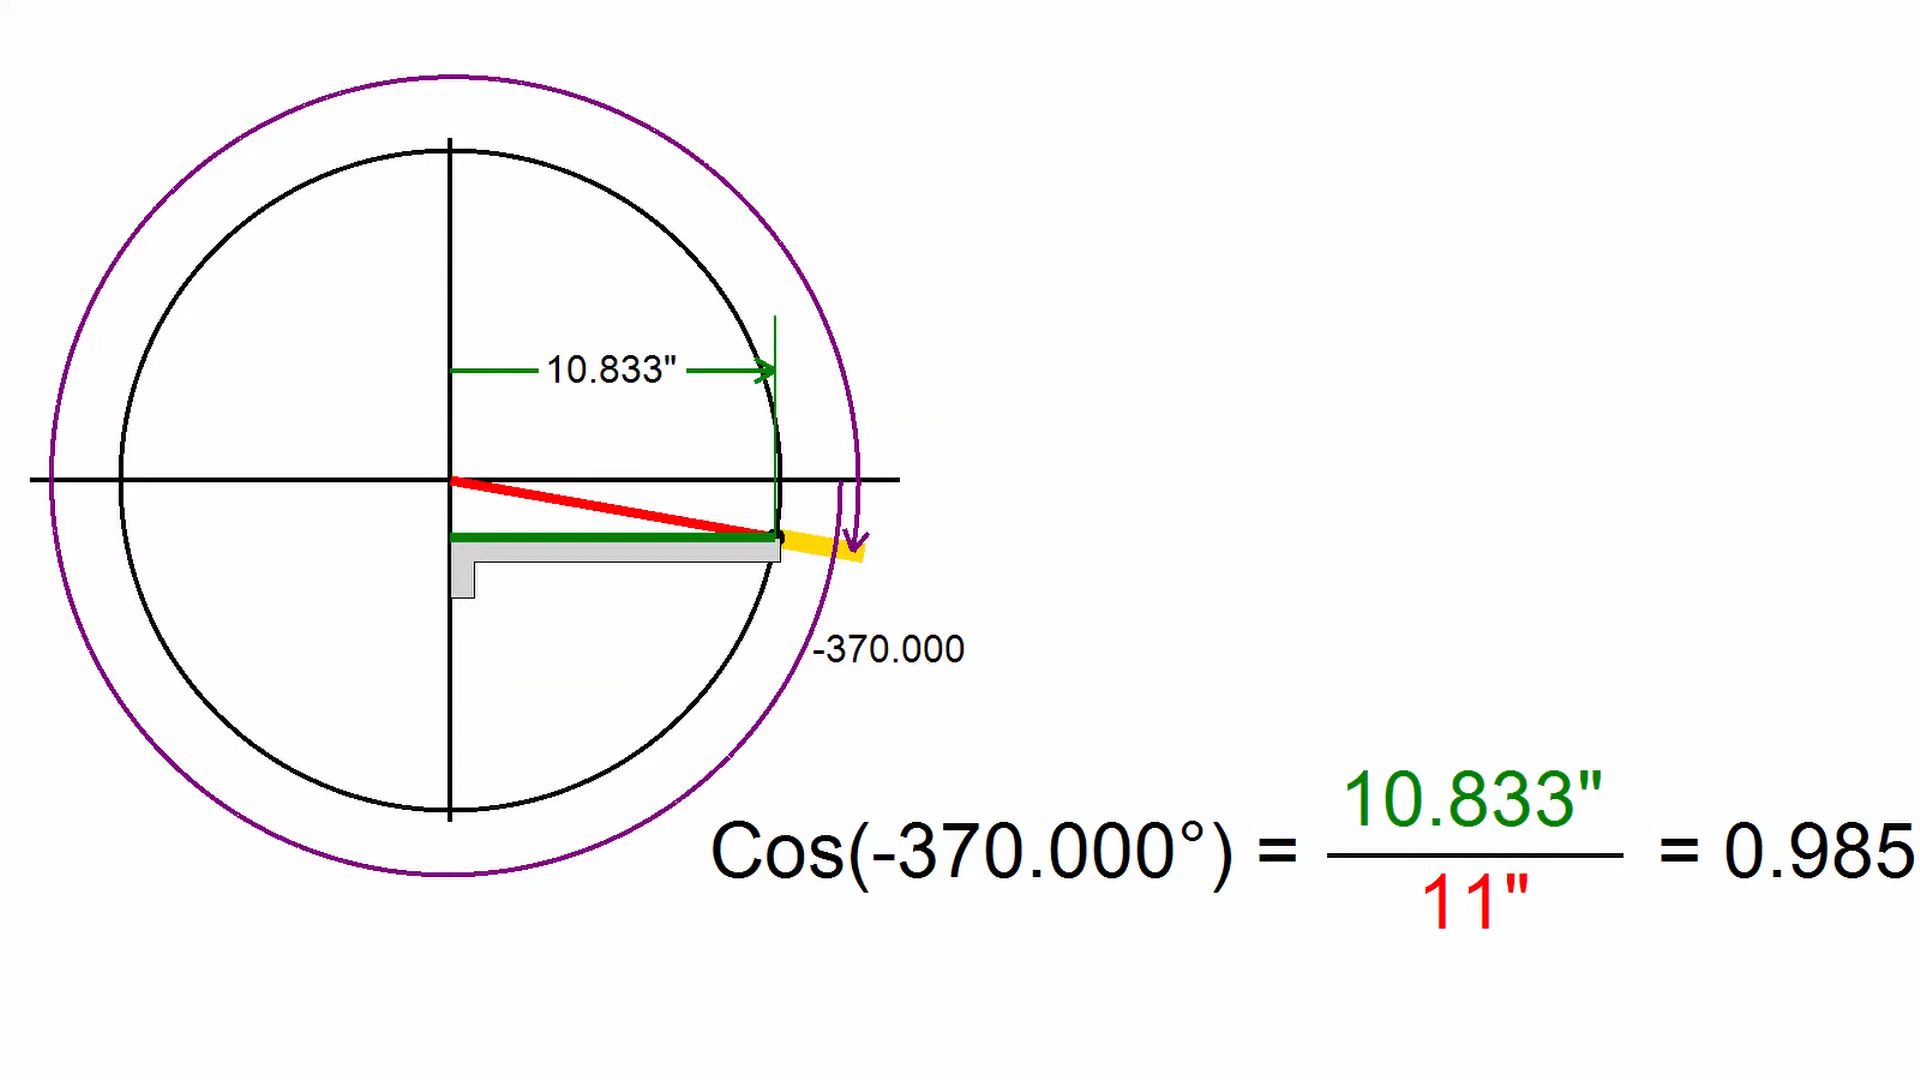 10.833"
-370.000
10.833"
Cos(-370.000°) = = 0.985
11"